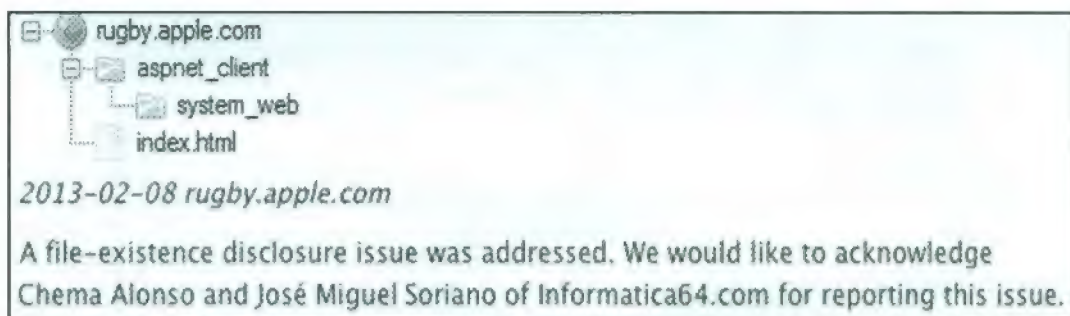 rugby.apple.com
aspnet_client
system_web
index.html
2013-02-08 rugby.apple.com
A file-existence disclosure issue was addressed. We would like to acknowledge
Chema Alonso and José Miguel Soriano of Informatica64.com for reporting this issue.